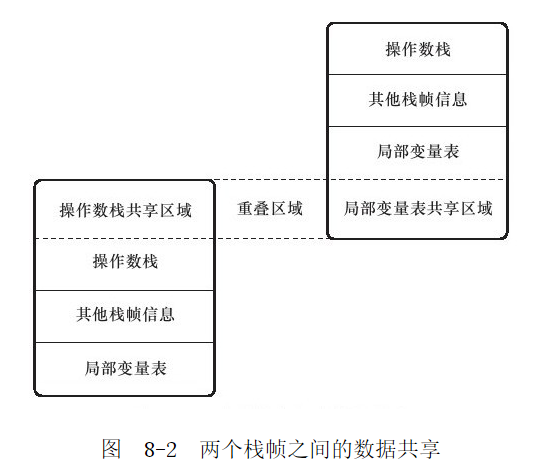 操作数栈
其他栈帧信息
局部变量表
操作数栈共享区域
重叠区域
局部变量表共享区域
操作数栈
其他栈帧信息
局部变量表
图 8-2 两个栈帧之间的数据共享